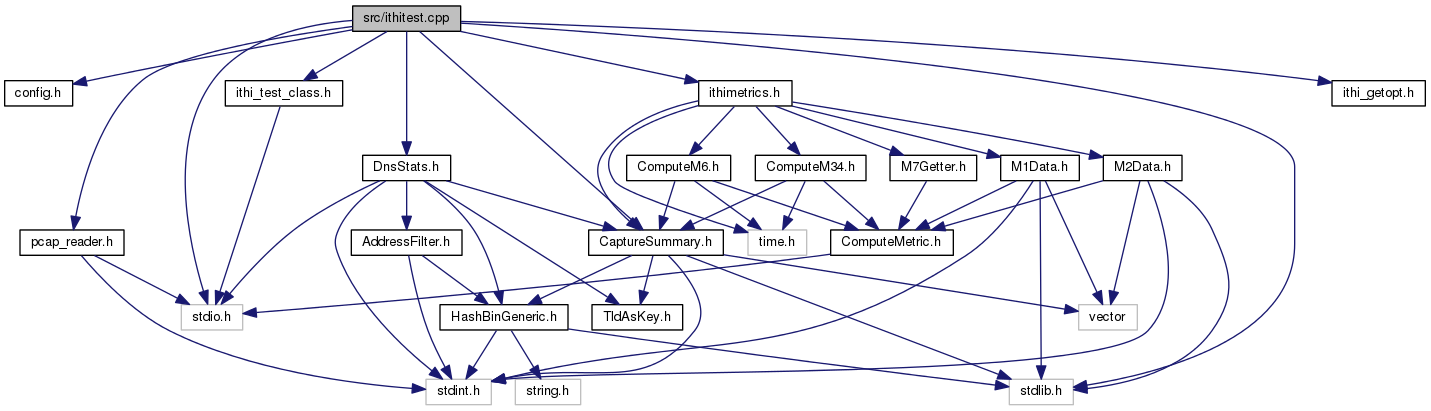 src/ithitest.cpp
config.h
ithi_test_class.h
ithimetrics.h
ithi_getopt.h
DnsStats.h
ComputeM6.h
ComputeM34.h
M7Getter.h
M1Data.h
M2Data.h
pcap_reader.h
AddressFilter.h
CaptureSummary.h
time.h
ComputeMetric.h
stdio.h
HashBinGeneric.h
TldAsKey.h
vector
stdint.h
string.h
stdlib.h